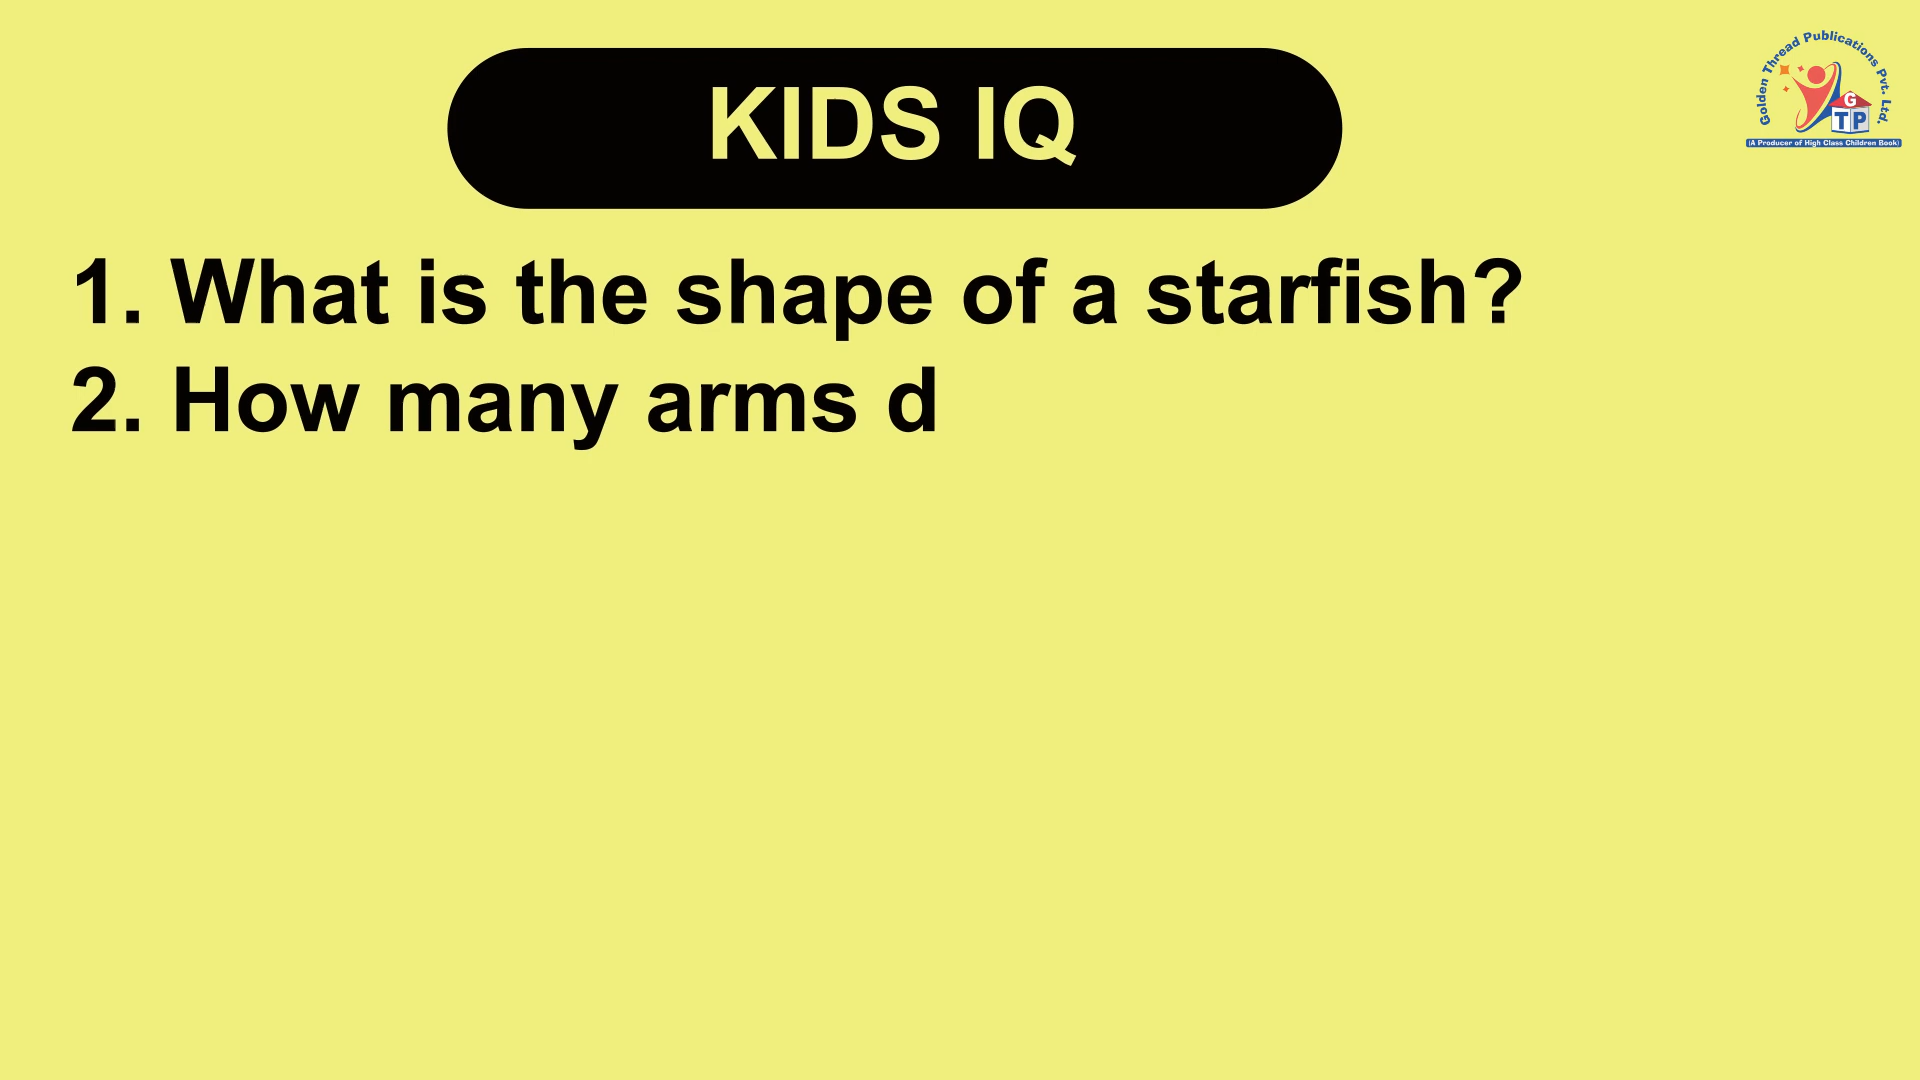 KIDS IQ
Golden Thread Publications Pvt. Ltd.
G
TP
(A Producer of High Class Children Book)
1. What is the shape of a starfish?
2. How many arms d